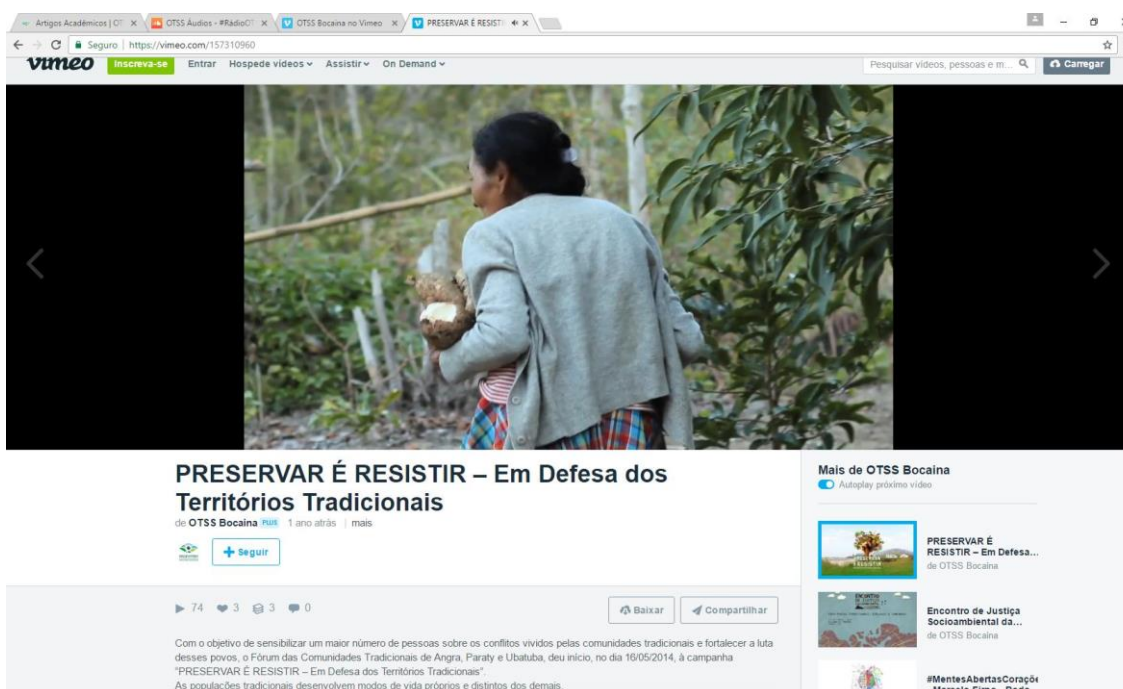 Artigos Acadêmicos | OT
OTSS Áudios - #RádioOT
OTSS Bocaina no Vimeo
PRESERVAR É RESISTI
Seguro | https://vimeo.com/157310960
vimeo
Inscreva-se
Entrar
Hospede vídeos
Assistir
On Demand
Pesquisar vídeos, pessoas e m...
Carregar
PRESERVAR É RESISTIR – Em Defesa dos
Territórios Tradicionais
de OTSS Bocaina PLUS 1 ano atrás | mais
+ Seguir
74 3 3 0
Baixar
Compartilhar
Com o objetivo de sensibilizar um maior número de pessoas sobre os conflitos vividos pelas comunidades tradicionais e fortalecer a luta
desses povos, o Fórum das Comunidades Tradicionais de Angra, Paraty e Ubatuba, deu início, no dia 16/05/2014, à campanha
"PRESERVAR É RESISTIR – Em Defesa dos Territórios Tradicionais".
As populações tradicionais desenvolvem modos de vida próprios e distintos dos demais.
Mais de OTSS Bocaina
Autoplay próximo vídeo
PRESERVAR É
RESISTIR – Em Defesa...
de OTSS Bocaina
Encontro de Justiça
Socioambiental da...
de OTSS Bocaina
#MentesAbertasCoraçõe